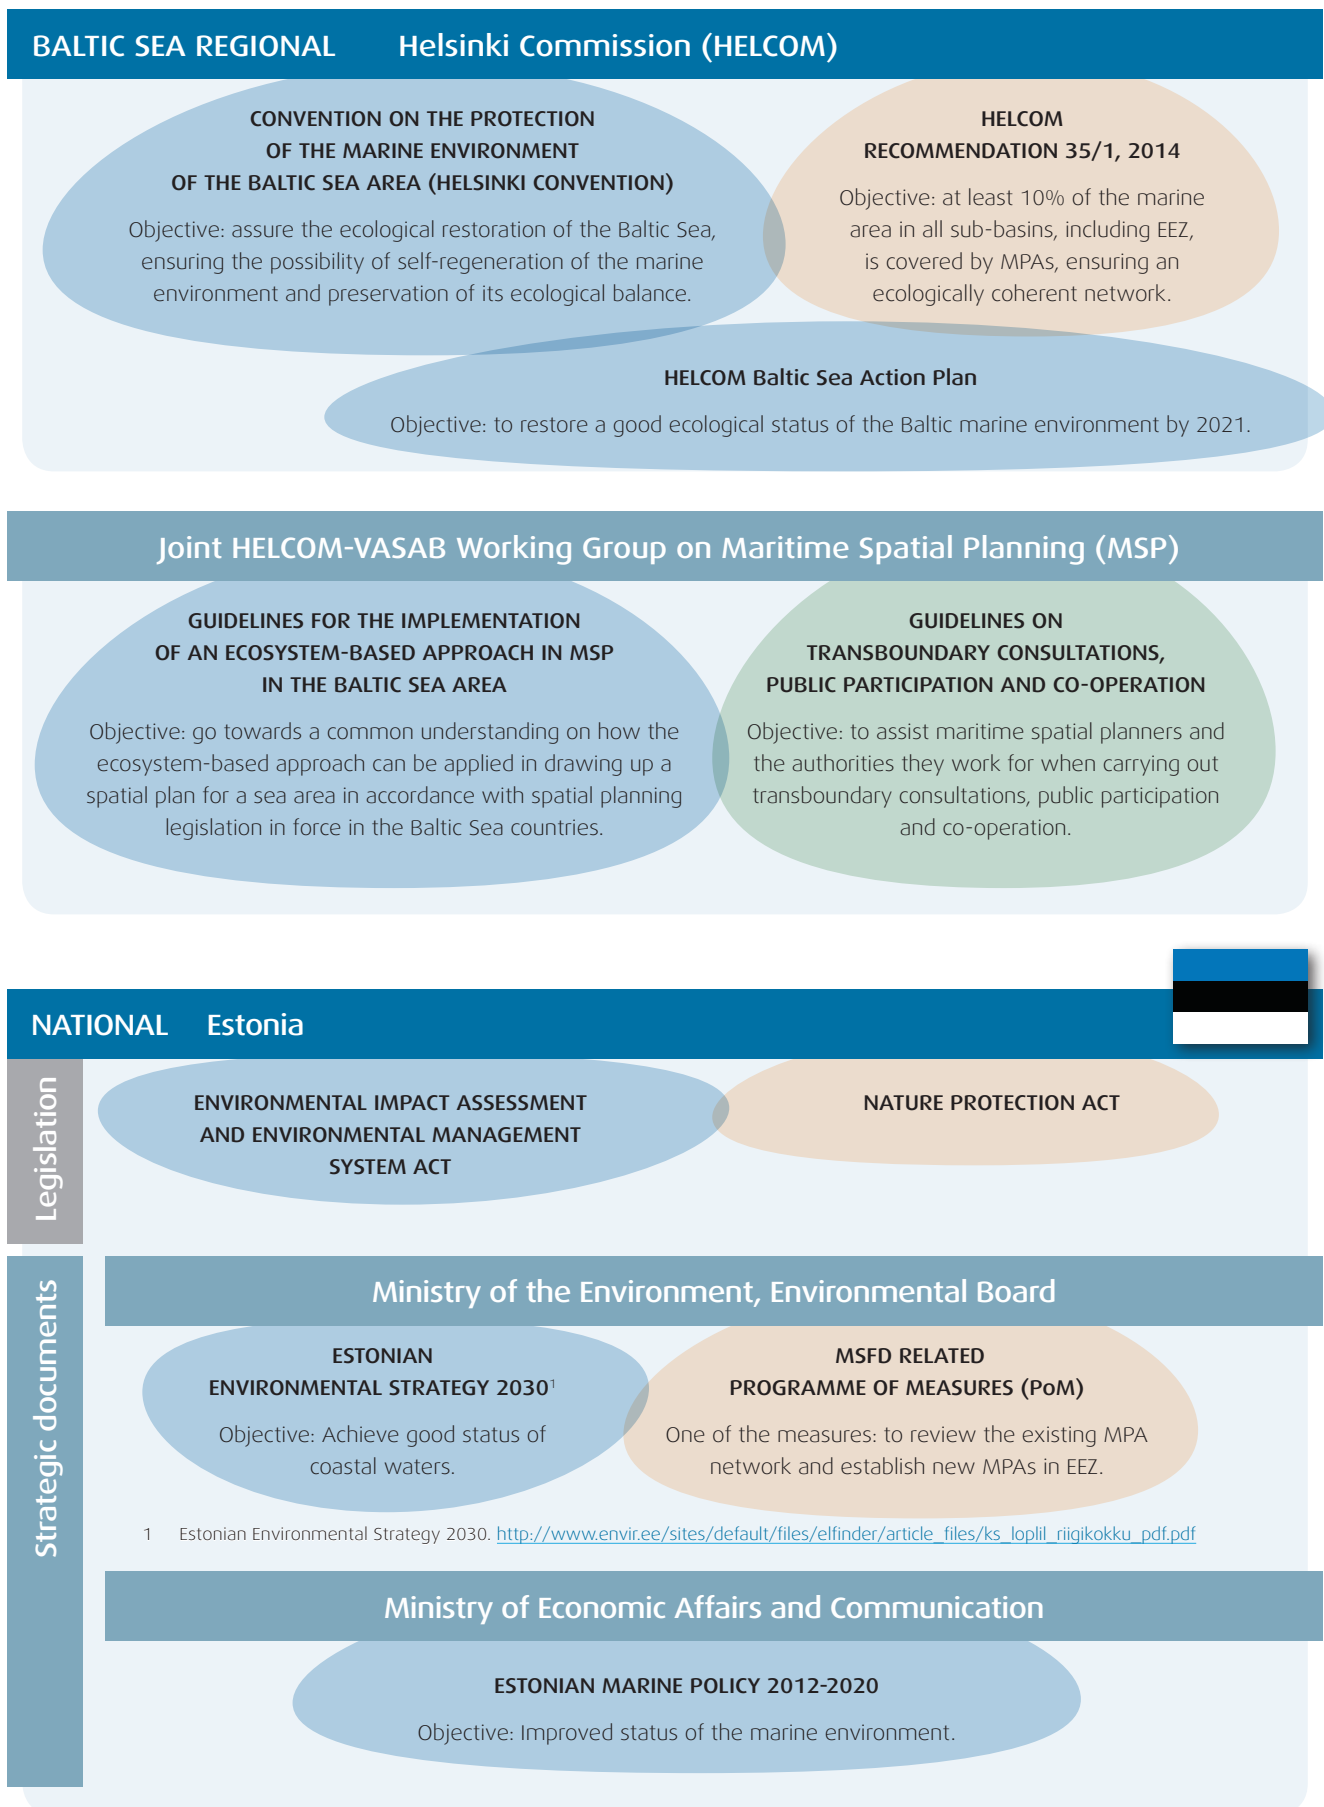 BALTIC SEA REGIONAL Helsinki Commission (HELCOM)
CONVENTION ON THE PROTECTION
OF THE MARINE ENVIRONMENT
OF THE BALTIC SEA AREA (HELSINKI CONVENTION)
Objective: assure the ecological restoration of the Baltic Sea,
ensuring the possibility of self-regeneration of the marine
environment and preservation of its ecological balance.
HELCOM
RECOMMENDATION 35/1, 2014
Objective: at least 10% of the marine
area in all sub-basins, including EEZ,
is covered by MPAs, ensuring an
ecologically coherent network.
HELCOM Baltic Sea Action Plan
Objective: to restore a good ecological status of the Baltic marine environment by 2021.
Joint HELCOM-VASAB Working Group on Maritime Spatial Planning (MSP)
GUIDELINES FOR THE IMPLEMENTATION
OF AN ECOSYSTEM-BASED APPROACH IN MSP
IN THE BALTIC SEA AREA
Objective: go towards a common understanding on how the
ecosystem-based approach can be applied in drawing up a
spatial plan for a sea area in accordance with spatial planning
legislation in force in the Baltic Sea countries.
GUIDELINES ON
TRANSBOUNDARY CONSULTATIONS,
PUBLIC PARTICIPATION AND CO-OPERATION
Objective: to assist maritime spatial planners and
the authorities they work for when carrying out
transboundary consultations, public participation
and co-operation.
NATIONAL Estonia
Legislation
ENVIRONMENTAL IMPACT ASSESSMENT
AND ENVIRONMENTAL MANAGEMENT
SYSTEM ACT
NATURE PROTECTION ACT
Strategic documents
Ministry of the Environment, Environmental Board
ESTONIAN
ENVIRONMENTAL STRATEGY 2030¹
Objective: Achieve good status of
coastal waters.
MSFD RELATED
PROGRAMME OF MEASURES (PoM)
One of the measures: to review the existing MPA
network and establish new MPAs in EEZ.
1 Estonian Environmental Strategy 2030. http://www.envir.ee/sites/default/files/elfinder/article_files/ks_loplil_riigikokku_pdf.pdf
Ministry of Economic Affairs and Communication
ESTONIAN MARINE POLICY 2012-2020
Objective: Improved status of the marine environment.